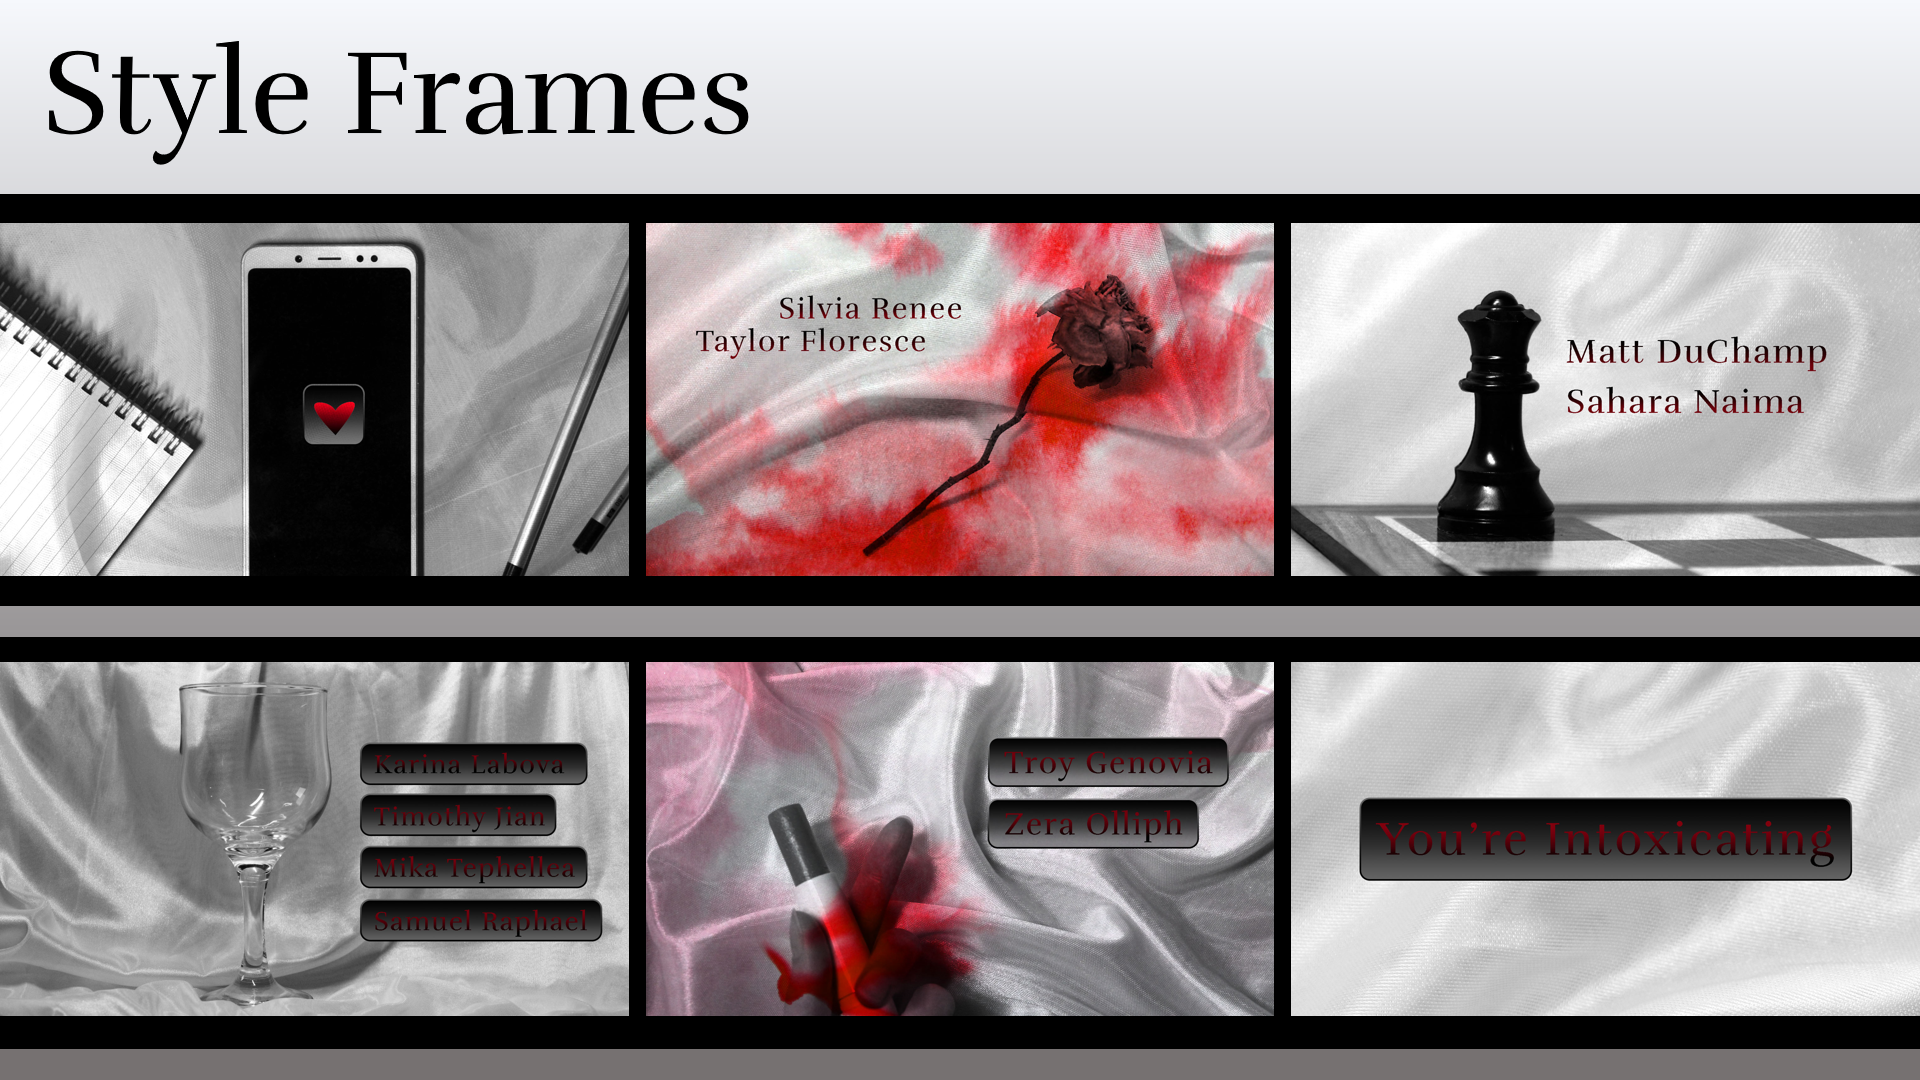 Style Frames
Silvia Renee
Taylor Floresce
Matt DuChamp
Sahara Naima
Karina Labova
Timothy Jian
Mika Tephellea
Samuel Raphael
Troy Genovia
Zera Olliph
You're Intoxicating